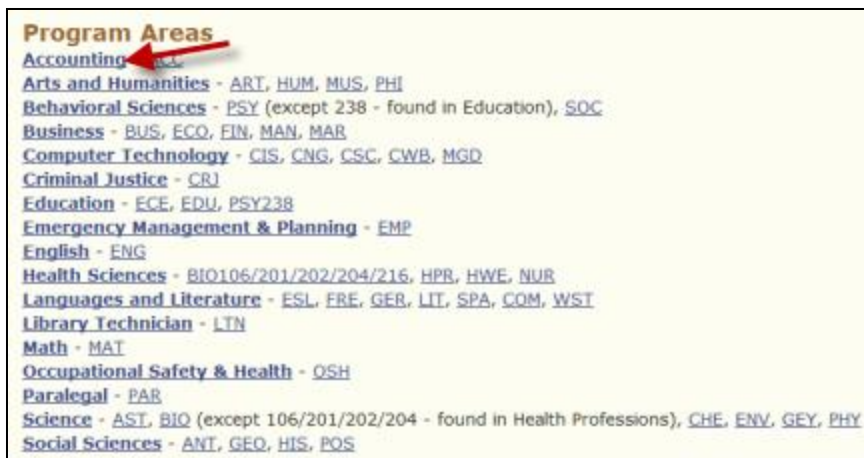 Program Areas
Accounting
Arts and Humanities - ART, HUM, MUS, PHI
Behavioral Sciences - PSY (except 238 - found in Education), SOC
Business - BUS, ECO, FIN, MAN, MAR
Computer Technology - CIS, CNG, CSC, CWB, MGD
Criminal Justice - CRJ
Education - ECE, EDU, PSY238
Emergency Management & Planning - EMP
English - ENG
Health Sciences - BIO106/201/202/204/216, HPR, HWE, NUR
Languages and Literature - ESL, FRE, GER, LIT, SPA, COM, WST
Library Technician - LTN
Math - MAT
Occupational Safety & Health - OSH
Paralegal - PAR
Science - AST, BIO (except 106/201/202/204 - found in Health Professions), CHE, ENV, GEY, PHY
Social Sciences - ANT, GEO, HIS, POS